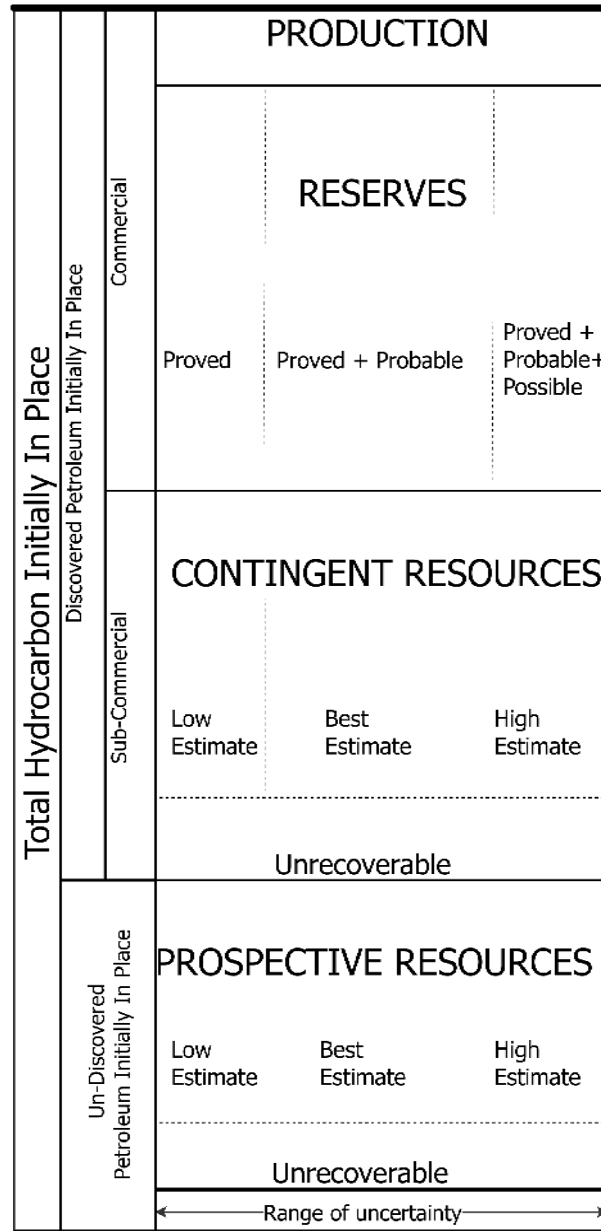 PRODUCTION
RESERVES
Proved
Proved + Probable
Proved +
Probable+
Possible
CONTINGENT RESOURCES
Low
Estimate
Best
Estimate
High
Estimate
Unrecoverable
PROSPECTIVE RESOURCES
Low
Estimate
Best
Estimate
High
Estimate
Unrecoverable
Range of uncertainty
Total Hydrocarbon Initially In Place
Discovered Petroleum Initially In Place
Commercial
Sub-Commercial
Un-Discovered
Petroleum Initially In Place